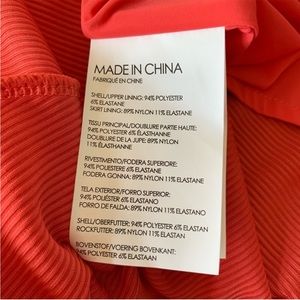 MADE IN CHINA
FABRIQUÉ EN CHINE
SHELL/UPPER LINING: 94% POLYESTER
6% ELASTANE
SKIRT LINING: 89% NYLON 11% ELASTANE
TISSU PRINCIPAL/DOUBLURE PARTIE HAUTE:
94% POLYESTER 6% ÉLASTHANNE
DOUBLURE DE LA JUPE: 89% NYLON
11% ÉLASTHANNE
RIVESTIMENTO/FODERA SUPERIORE:
94% POLIESTERE 6% ELASTANE
FODERA GONNA: 89% NYLON 11% ELASTANE
TELA EXTERIOR/FORRO SUPERIOR:
94% POLIÉSTER 6% ELASTANO
FORRO DE FALDA: 89% NYLON 11% ELASTANO
SHELL/OBERFUTTER: 94% POLYESTER 6% ELASTAN
ROCKFUTTER: 89% NYLON 11% ELASTAN
BOVENSTOF/VOERING BOVENKANT:
94% POLYESTER 6% ELASTAAN